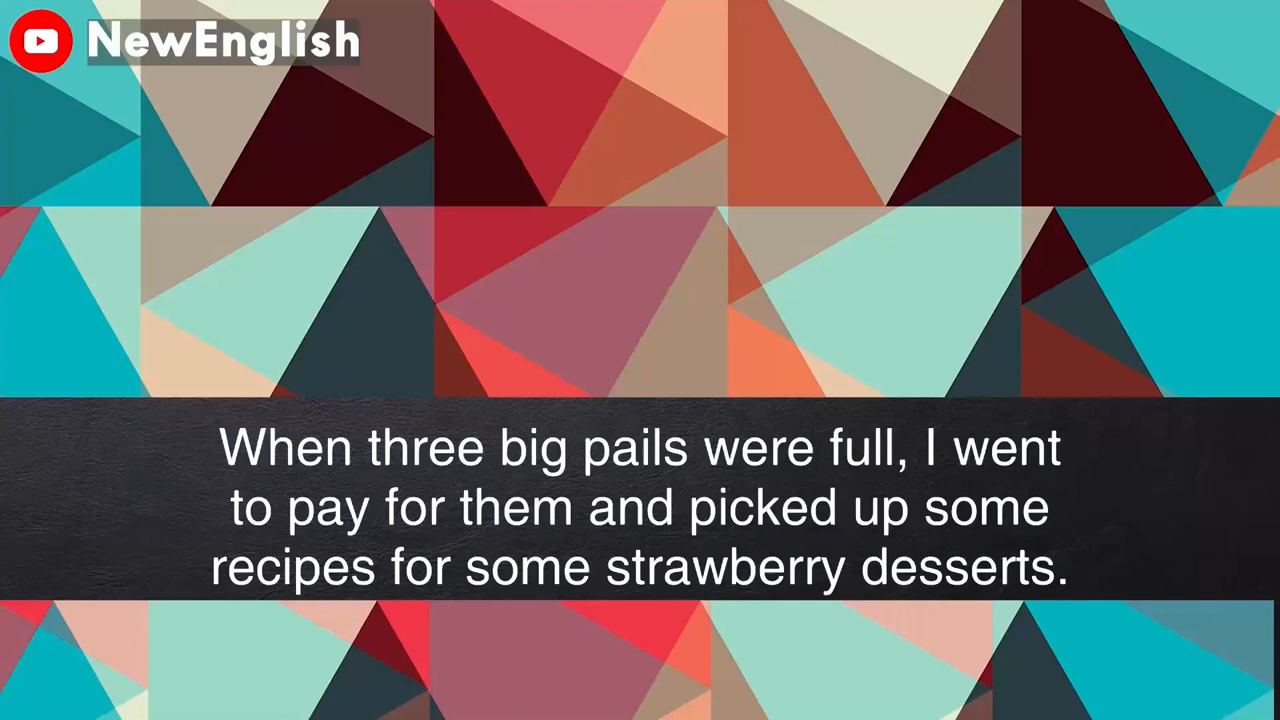 NewEnglish
When three big pails were full, I went
to pay for them and picked up some
recipes for some strawberry desserts.